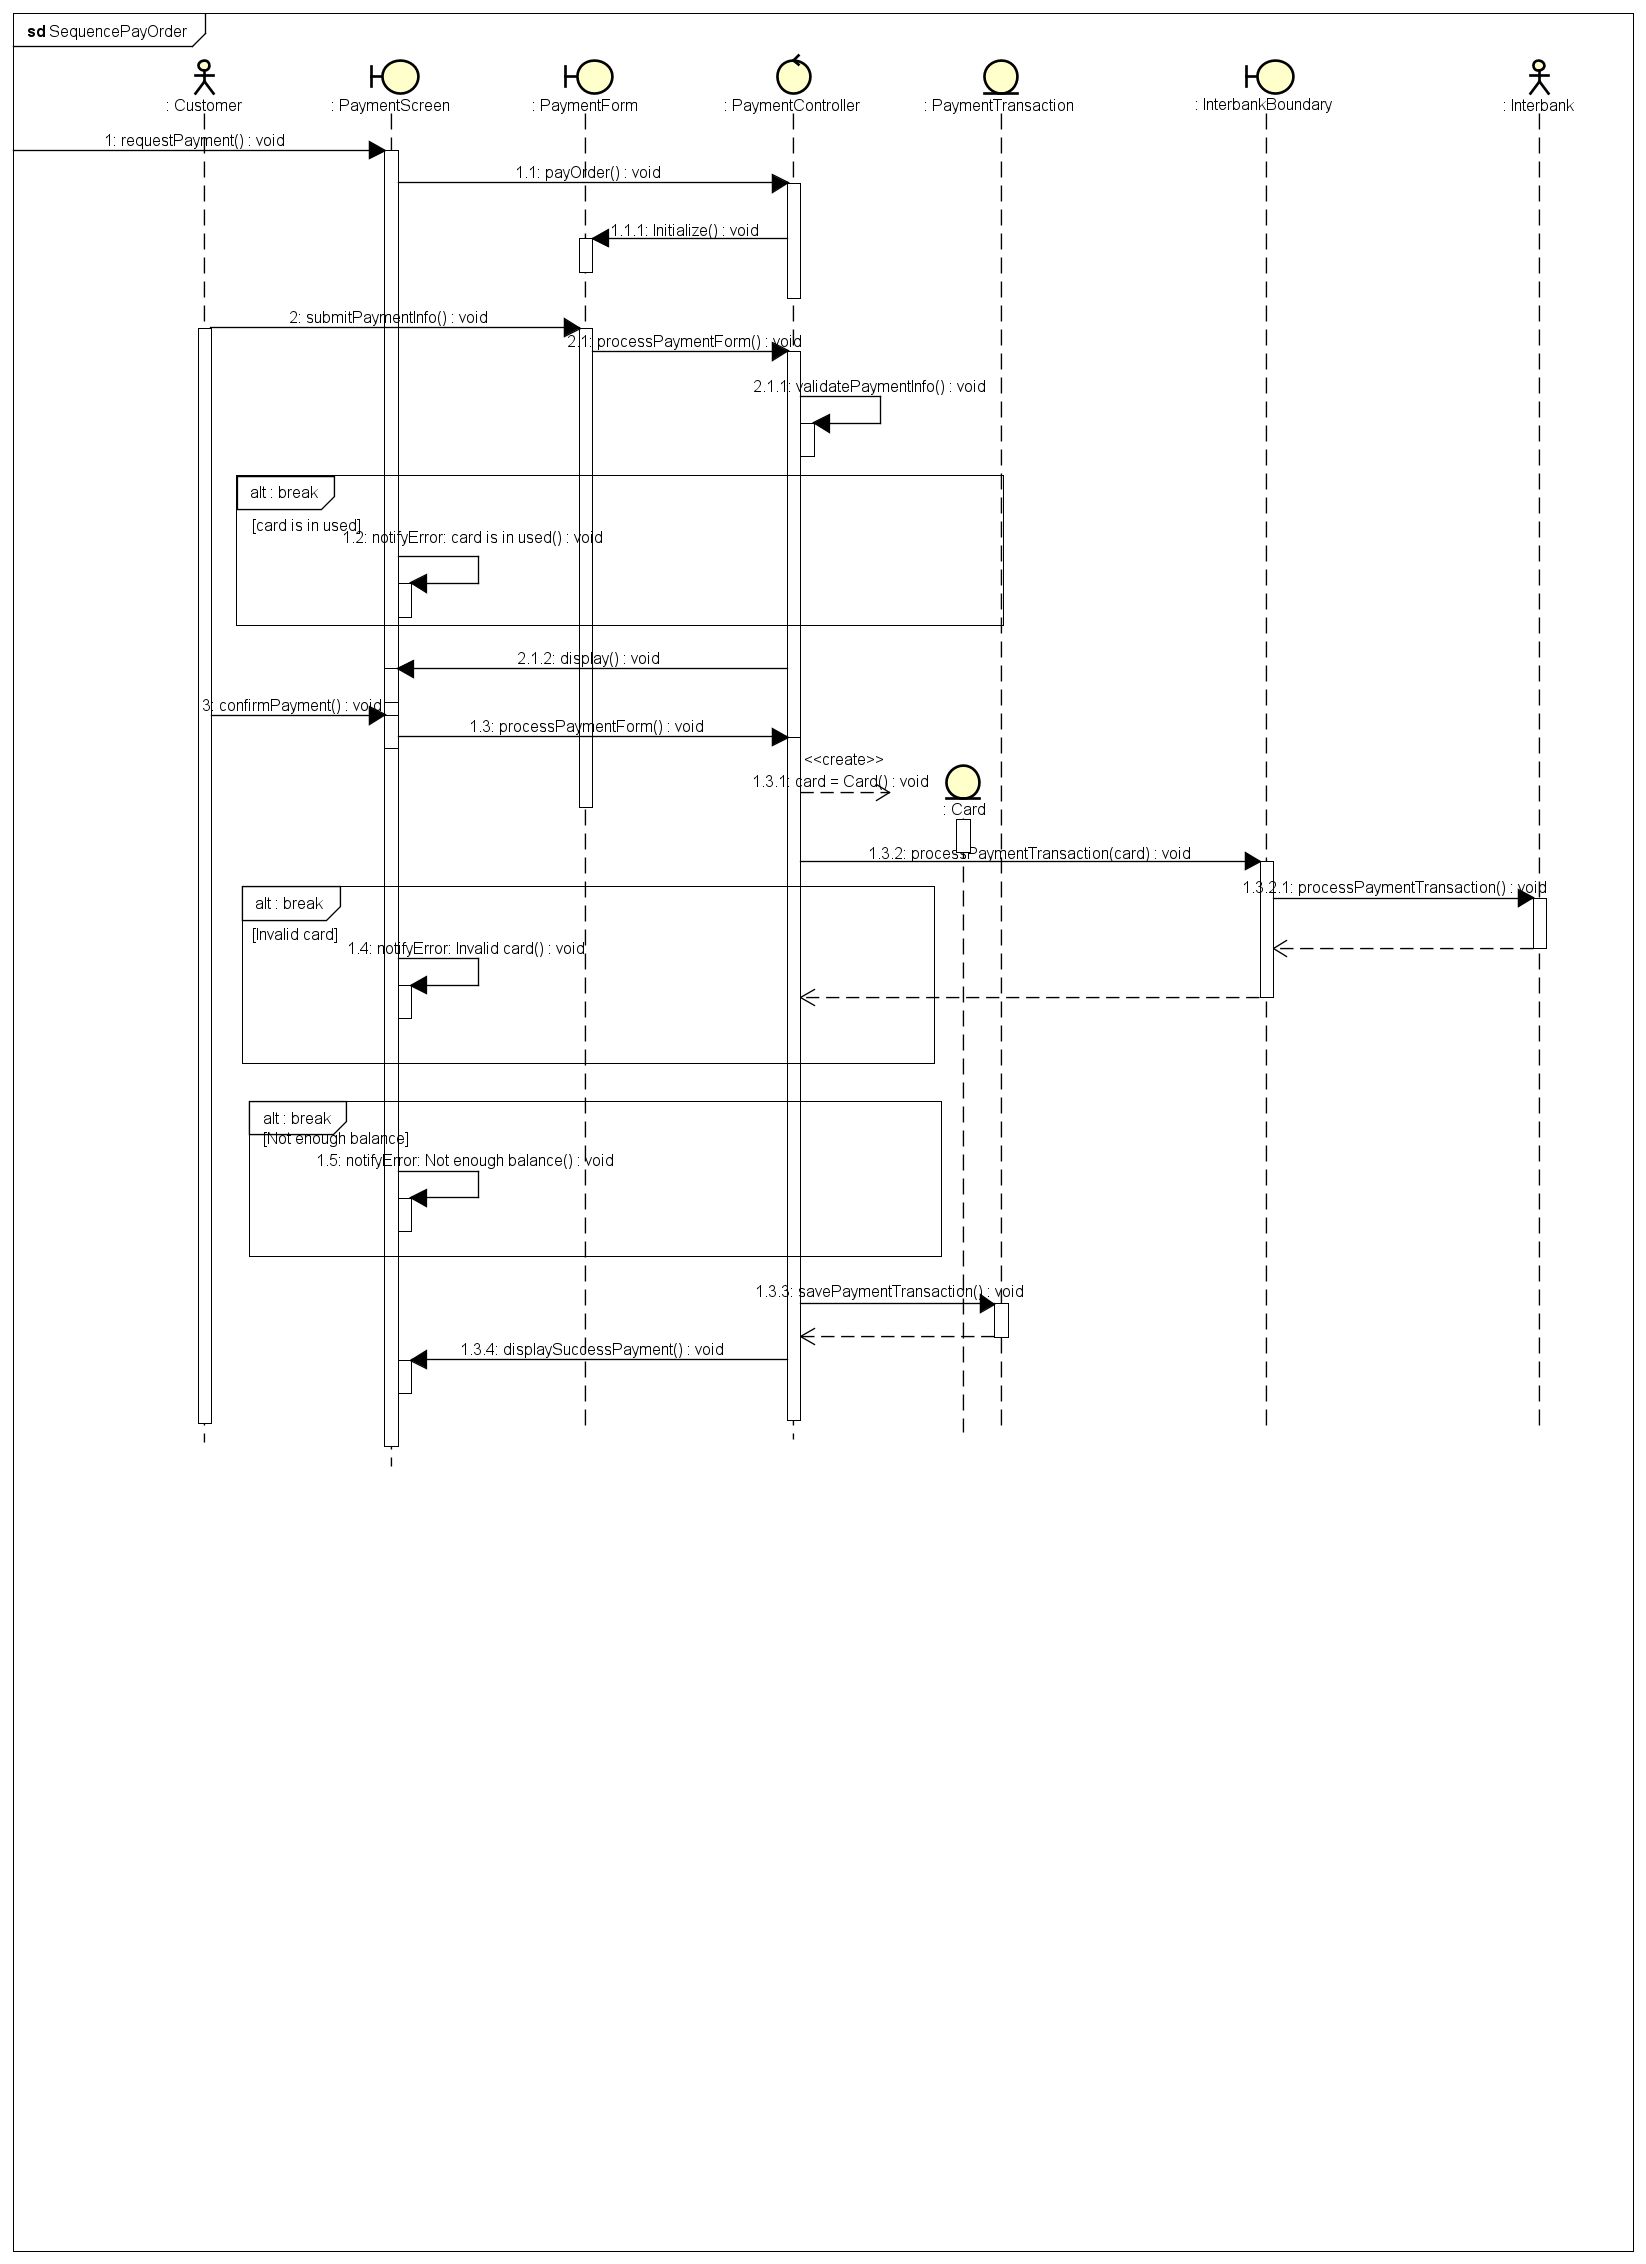 sd SequencePayOrder
: Customer
: PaymentScreen
: PaymentForm
: PaymentController
: PaymentTransaction
: InterbankBoundary
: Interbank
1: requestPayment() : void
1.1: payOrder() : void
1.1.1: Initialize() : void
2: submitPaymentInfo() : void
2.1: processPaymentForm() : void
2.1.1: validatePaymentInfo() : void
alt : break
[card is in used]
1.2: notifyError: card is in used() : void
2.1.2: display() : void
3: confirmPayment() : void
1.3: processPaymentForm() : void
<<create>>
1.3.1: card = Card() : void
: Card
1.3.2: processPaymentTransaction(card) : void
1.3.2.1: processPaymentTransaction() : void
alt : break
[Invalid card]
1.4: notifyError: Invalid card() : void
alt : break
[Not enough balance]
1.5: notifyError: Not enough balance() : void
1.3.3: savePaymentTransaction() : void
1.3.4: displaySuccessPayment() : void